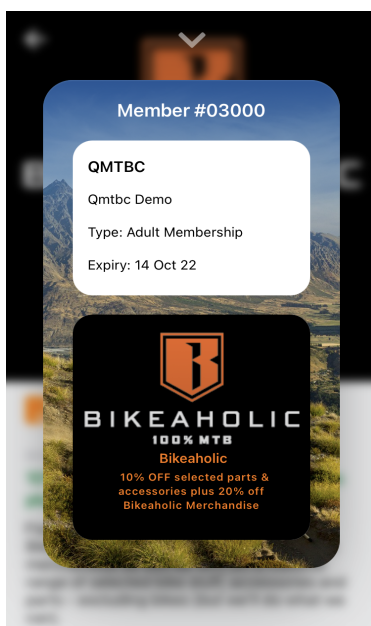 Member #03000
QMTBC
Qmtbc Demo
Type: Adult Membership
Expiry: 14 Oct 22
BIKEAHOLIC
100% MTB
Bikeaholic
10% OFF selected parts &
accessories plus 20% off
Bikeaholic Merchandise